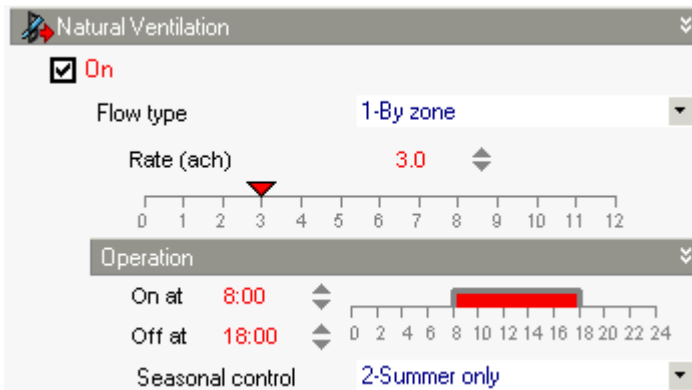 Natural Ventilation
On
Flow type 1-By zone
Rate (ach) 3.0
0 1 2 3 4 5 6 7 8 9 10 11 12
Operation
On at 8:00
Off at 18:00 0 2 4 6 8 10 12 14 16 18 20 22 24
Seasonal control 2-Summer only